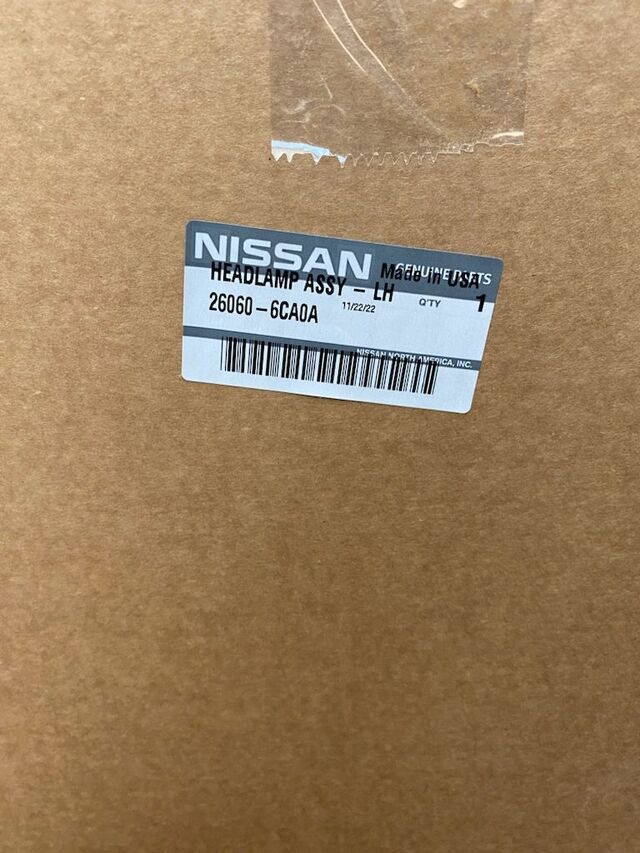 NISSAN GENUINE PARTS
HEADLAMP ASSY - LH Made in USA
26060-6CA0A 11/22/22 Q'TY 1
NISSAN NORTH AMERICA, INC.